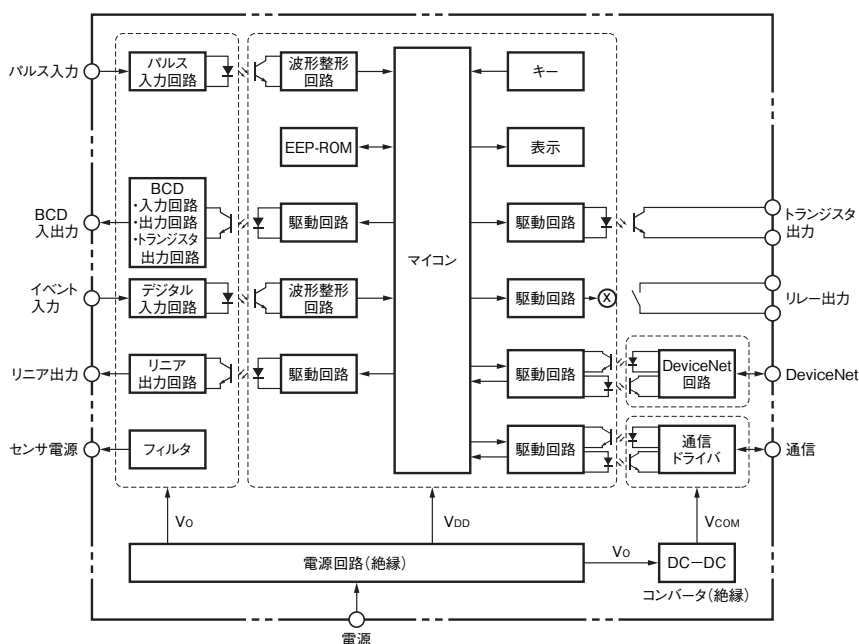 パルス入力
パルス
入力回路
波形整形
回路
マイコン
キー
EEP-ROM
表示
BCD
入出力
BCD
・入力回路
・出力回路
・トランジスタ
出力回路
駆動回路
駆動回路
トランジスタ
出力
イベント
入力
デジタル
入力回路
波形整形
回路
駆動回路
X
リレー出力
リニア出力
リニア
出力回路
駆動回路
駆動回路
DeviceNet
回路
DeviceNet
センサ電源
フィルタ
駆動回路
通信
ドライバ
通信
VO
VDD
VCOM
電源回路(絶縁)
VO
DC-DC
コンバータ(絶縁)
電源